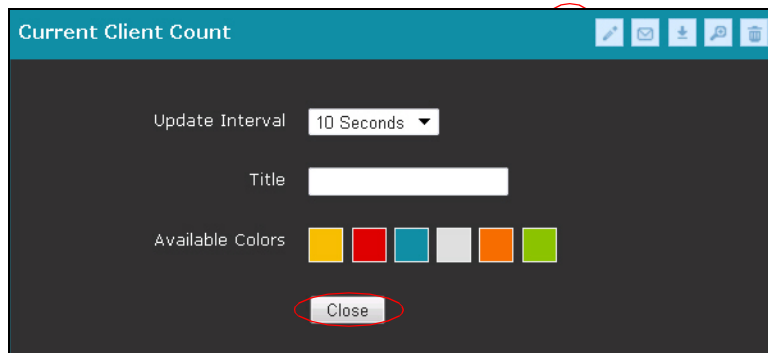 Current Client Count
Update Interval 10 Seconds
Title
Available Colors
Close